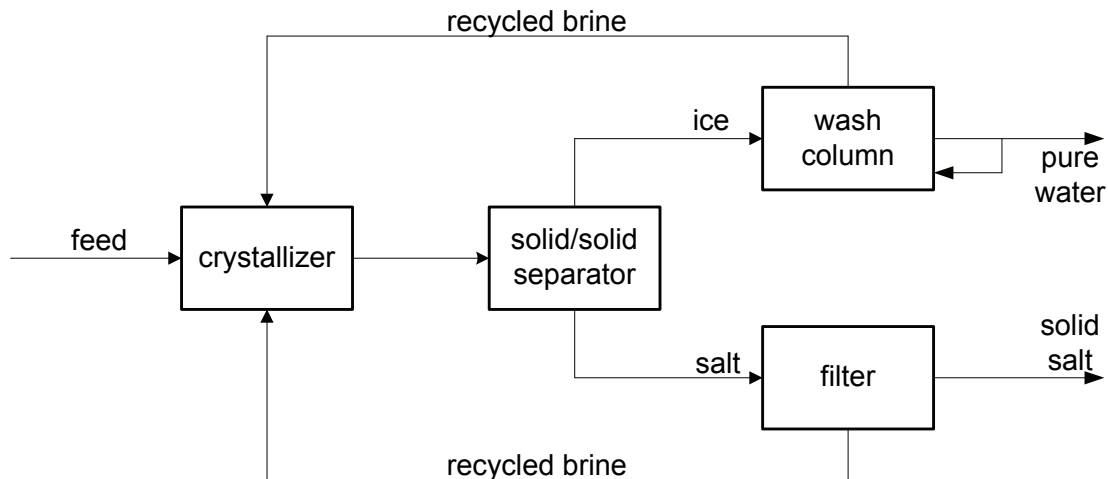 recycled brine
ice
wash
column
pure
water
feed
crystallizer
solid/solid
separator
salt
filter
solid
salt
recycled brine